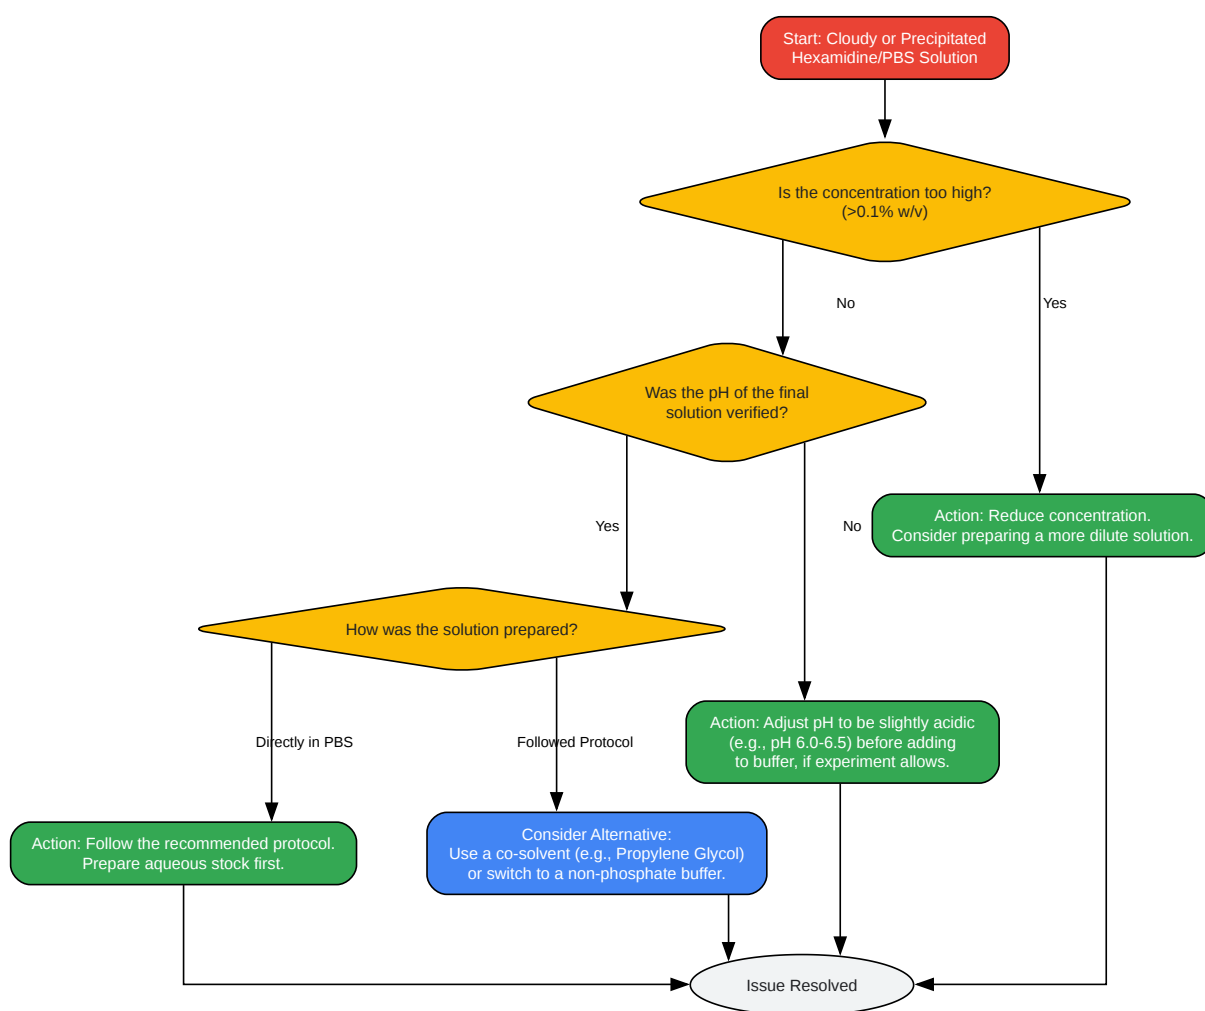 Start: Cloudy or Precipitated
Hexamidine/PBS Solution
Is the concentration too high?
(>0.1% w/v)
No
Yes
Was the pH of the final
solution verified?
Yes
No
Action: Reduce concentration.
Consider preparing a more dilute solution.
How was the solution prepared?
Directly in PBS
Followed Protocol
Action: Adjust pH to be slightly acidic
(e.g., pH 6.0-6.5) before adding
to buffer, if experiment allows.
Action: Follow the recommended protocol.
Prepare aqueous stock first.
Consider Alternative:
Use a co-solvent (e.g., Propylene Glycol)
or switch to a non-phosphate buffer.
Issue Resolved